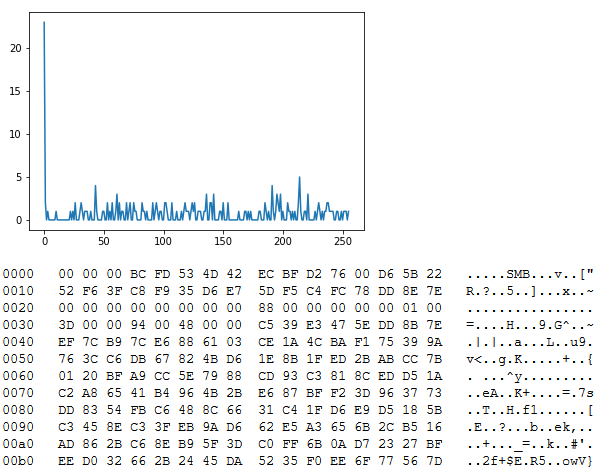 20
15
10
5
0
0 50 100 150 200 250
0000 00 00 00 BC FD 53 4D 42 EC BF D2 76 00 D6 5B 22 .....SMB...v..["
0010 52 F6 3F C8 F9 35 D6 E7 5D F5 C4 FC 78 DD 8E 7E R.?..5..]...x..~
0020 00 00 00 00 00 00 00 00 88 00 00 00 00 00 01 00 ................
0030 3D 00 00 94 00 48 00 00 C5 39 E3 47 5E DD 8B 7E =....H...9.G^..~
0040 EF 7C B9 7C E6 88 61 03 CE 1A 4C BA F1 75 39 9A .|.|..a...L..u9.
0050 76 3C C6 DB 67 82 4B D6 1E 8B 1F ED 2B AB CC 7B v<..g.K.....+..{
0060 01 20 BF A9 CC 5E 79 88 CD 93 C3 81 8C ED D5 1A . ...^y.........
0070 C2 A8 65 41 B4 96 4B 2B E6 87 BF F2 3D 96 37 73 ..eA..K+....=.7s
0080 DD 83 54 FB C6 48 8C 66 31 C4 1F D6 E9 D5 18 5B ..T..H.f1......[
0090 C3 45 8E C3 3F EB 9A D6 62 E5 A3 65 6B 2C B5 16 .E..?...b..ek,..
00a0 AD 86 2B C6 8E B9 5F 3D C0 FF 6B 0A D7 23 27 BF ..+..._=..k..#'.
00b0 EE D0 32 66 2B 24 45 DA 52 35 F0 EE 6F 77 56 7D ..2f+$E.R5..owV}